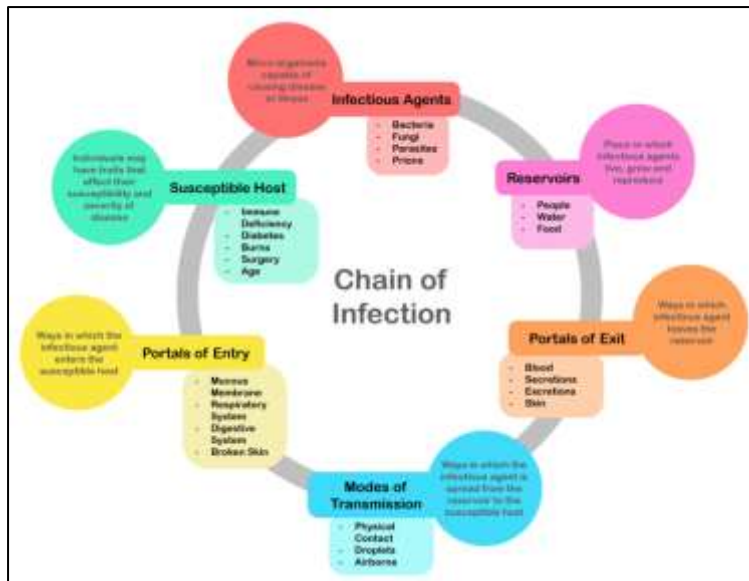 Micro-organisms
capable of
causing disease
or illness
Infectious Agents
- Bacteria
- Fungi
- Parasites
- Prions
Place in which
infectious agents
live, grow and
reproduce
Reservoirs
- People
- Water
- Food
Ways in which
infectious agent
leaves the
reservoir
Portals of Exit
- Blood
- Secretions
- Excretions
- Skin
Ways in which the
infectious agent is
spread from the
reservoir to the
susceptible host
Modes of
Transmission
- Physical
Contact
- Droplets
- Airborne
Ways in which the
infectious agent
enters the
susceptible host
Portals of Entry
- Mucous
Membrane
- Respiratory
System
- Digestive
System
- Broken Skin
Individuals may
have traits that
affect their
susceptibility and
severity of
disease
Susceptible Host
- Immune
Deficiency
- Diabetes
- Burns
- Surgery
- Age
Chain of
Infection